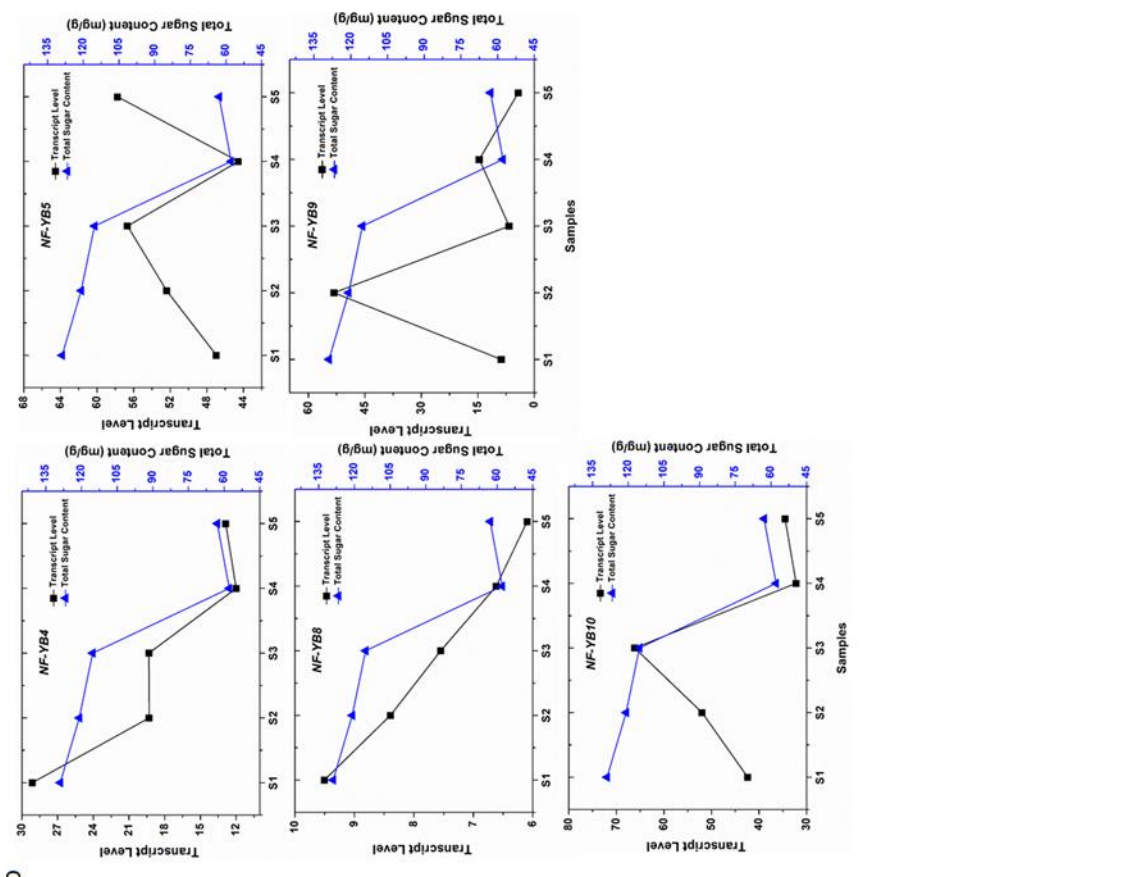 NF-YB4
Transcript Level
Total Sugar Content
Transcript Level
30
27
24
21
18
15
12
Total Sugar Content (mg/g)
135
120
105
90
75
60
45
S1 S2 S3 S4 S5
NF-YB5
Transcript Level
Total Sugar Content
Transcript Level
68
64
60
56
52
48
44
Total Sugar Content (mg/g)
135
120
105
90
75
60
45
S1 S2 S3 S4 S5
NF-YB8
Transcript Level
Total Sugar Content
Transcript Level
10
9
8
7
6
Total Sugar Content (mg/g)
135
120
105
90
75
60
45
S1 S2 S3 S4 S5
NF-YB9
Transcript Level
Total Sugar Content
Transcript Level
60
45
30
15
0
Total Sugar Content (mg/g)
135
120
105
90
75
60
45
S1 S2 S3 S4 S5
Samples
NF-YB10
Transcript Level
Total Sugar Content
Transcript Level
80
70
60
50
40
30
Total Sugar Content (mg/g)
135
120
105
90
75
60
45
S1 S2 S3 S4 S5
Samples